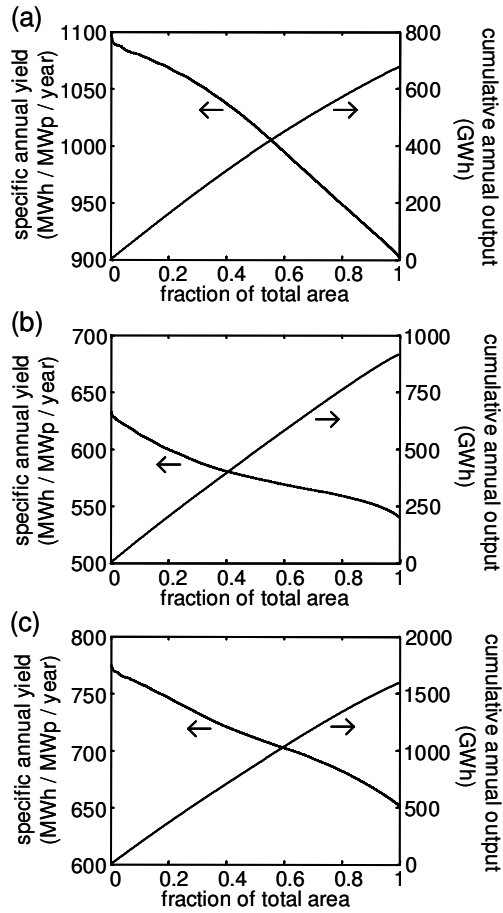 (a)
1100
1050
1000
950
900
specific annual yield
(MWh / MWp / year)
800
600
400
200
0
cumulative annual output
(GWh)
0 0.2 0.4 0.6 0.8 1
fraction of total area
(b)
700
650
600
550
500
specific annual yield
(MWh / MWp / year)
1000
750
500
250
0
cumulative annual output
(GWh)
0 0.2 0.4 0.6 0.8 1
fraction of total area
(c)
800
750
700
650
600
specific annual yield
(MWh / MWp / year)
2000
1500
1000
500
0
cumulative annual output
(GWh)
0 0.2 0.4 0.6 0.8 1
fraction of total area